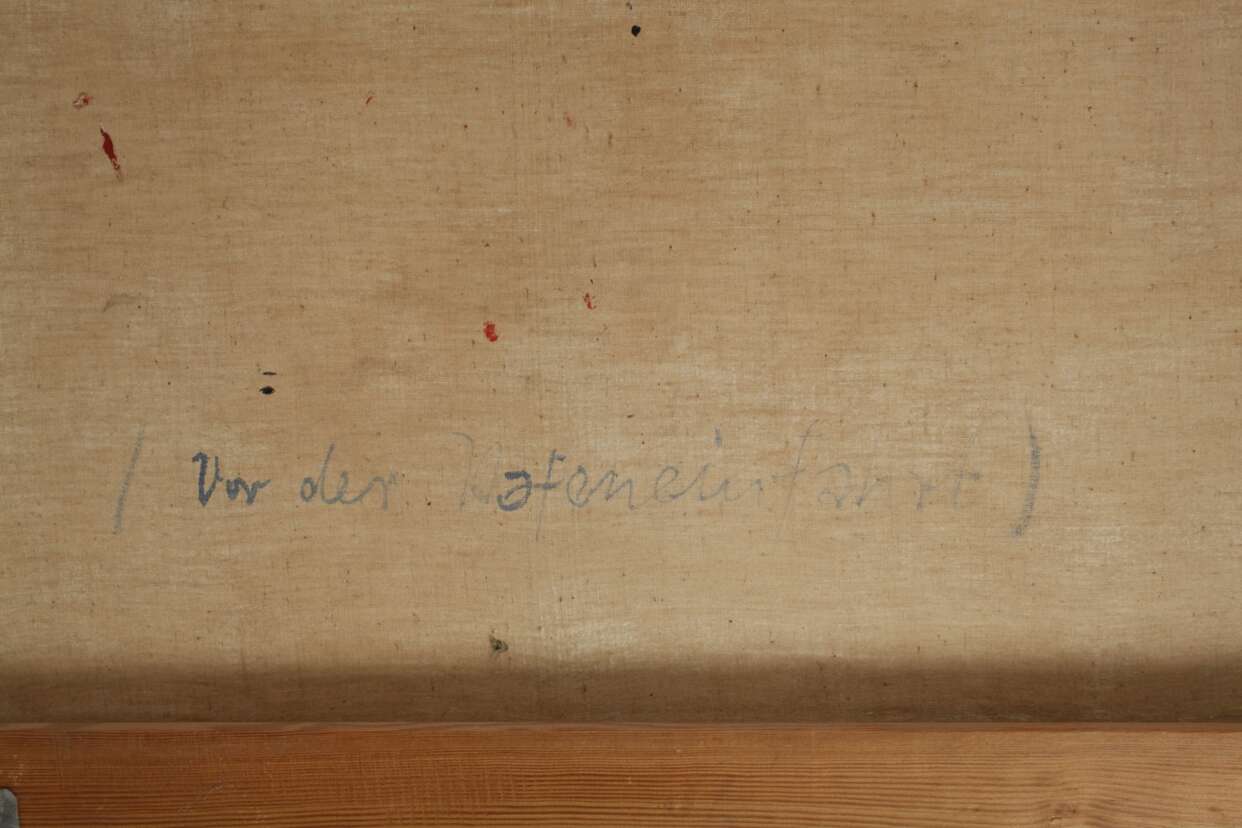 ( Vor der Hafeneinfahrt )